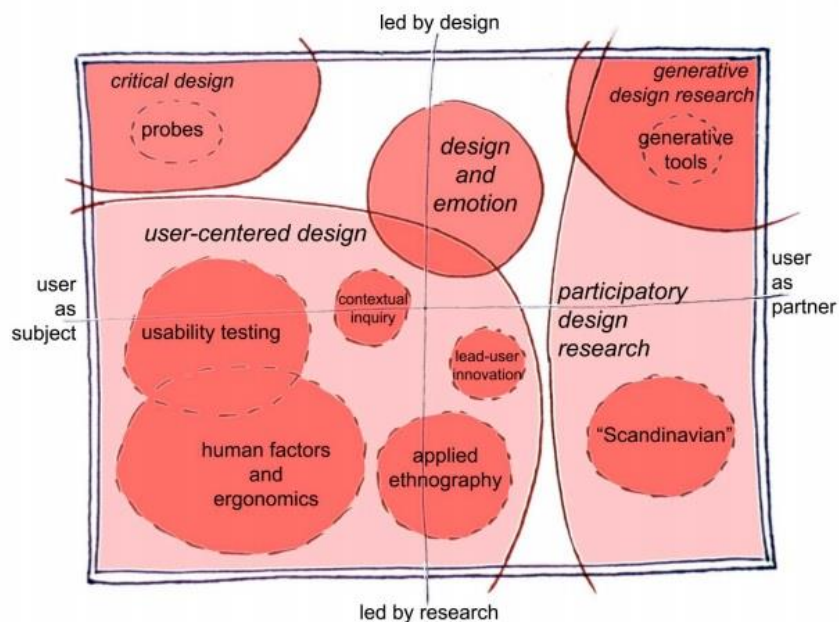 led by design
critical design
probes
generative
design research
generative
tools
design
and
emotion
user-centered design
user
as
subject
user
as
partner
contextual
inquiry
usability testing
participatory
design
research
lead-user
innovation
human factors
and
ergonomics
applied
ethnography
“Scandinavian”
led by research